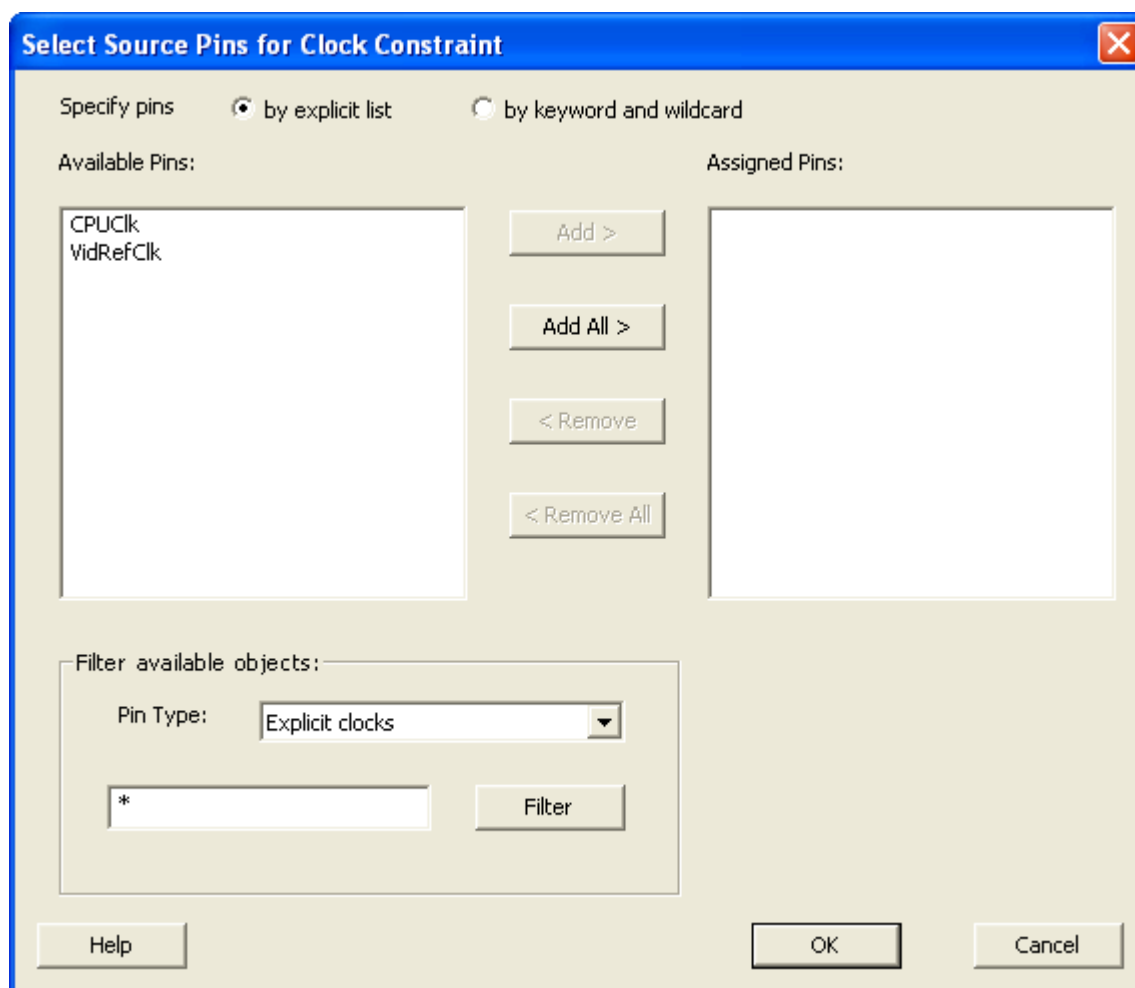 Select Source Pins for Clock Constraint
Specify pins by explicit list by keyword and wildcard
Available Pins: Assigned Pins:
CPUClk
VidRefClk
Add >
Add All >
< Remove
< Remove All
Filter available objects:
Pin Type: Explicit clocks
* Filter
Help OK Cancel